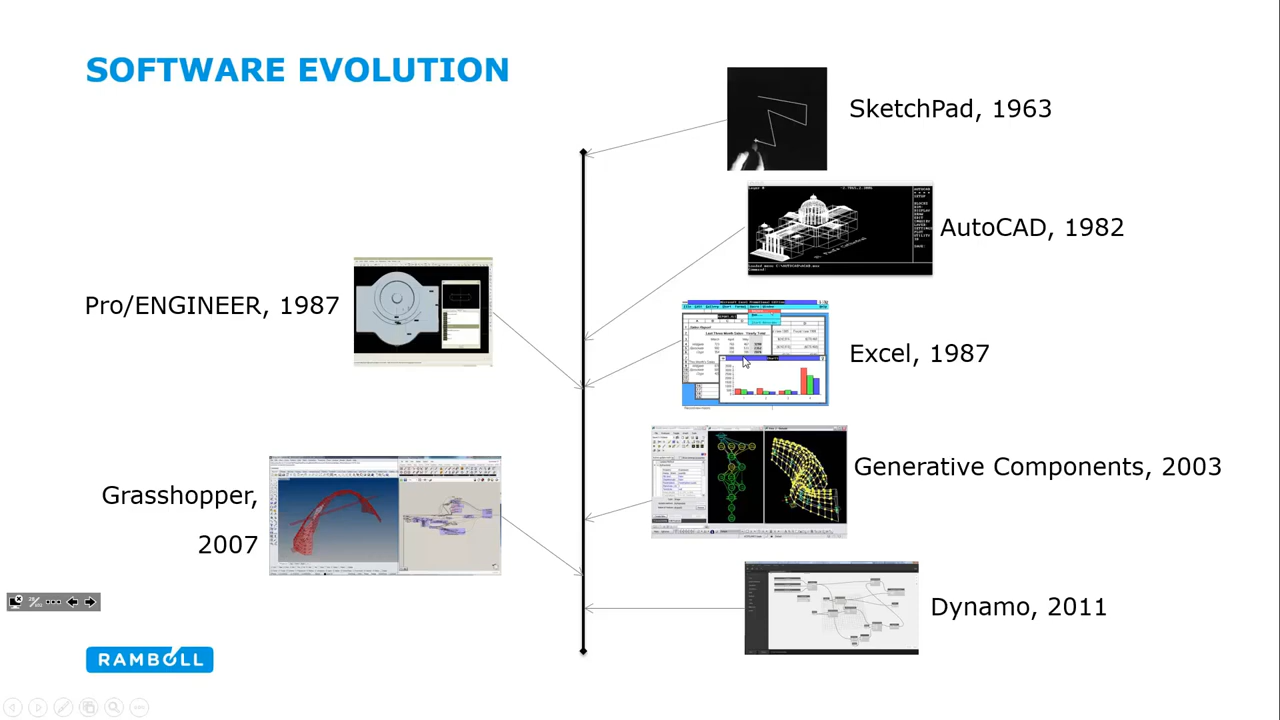 SOFTWARE EVOLUTION
SketchPad, 1963
AutoCAD, 1982
Pro/ENGINEER, 1987
Excel, 1987
Generative Components, 2003
Grasshopper,
2007
Dynamo, 2011
RAMBOLL